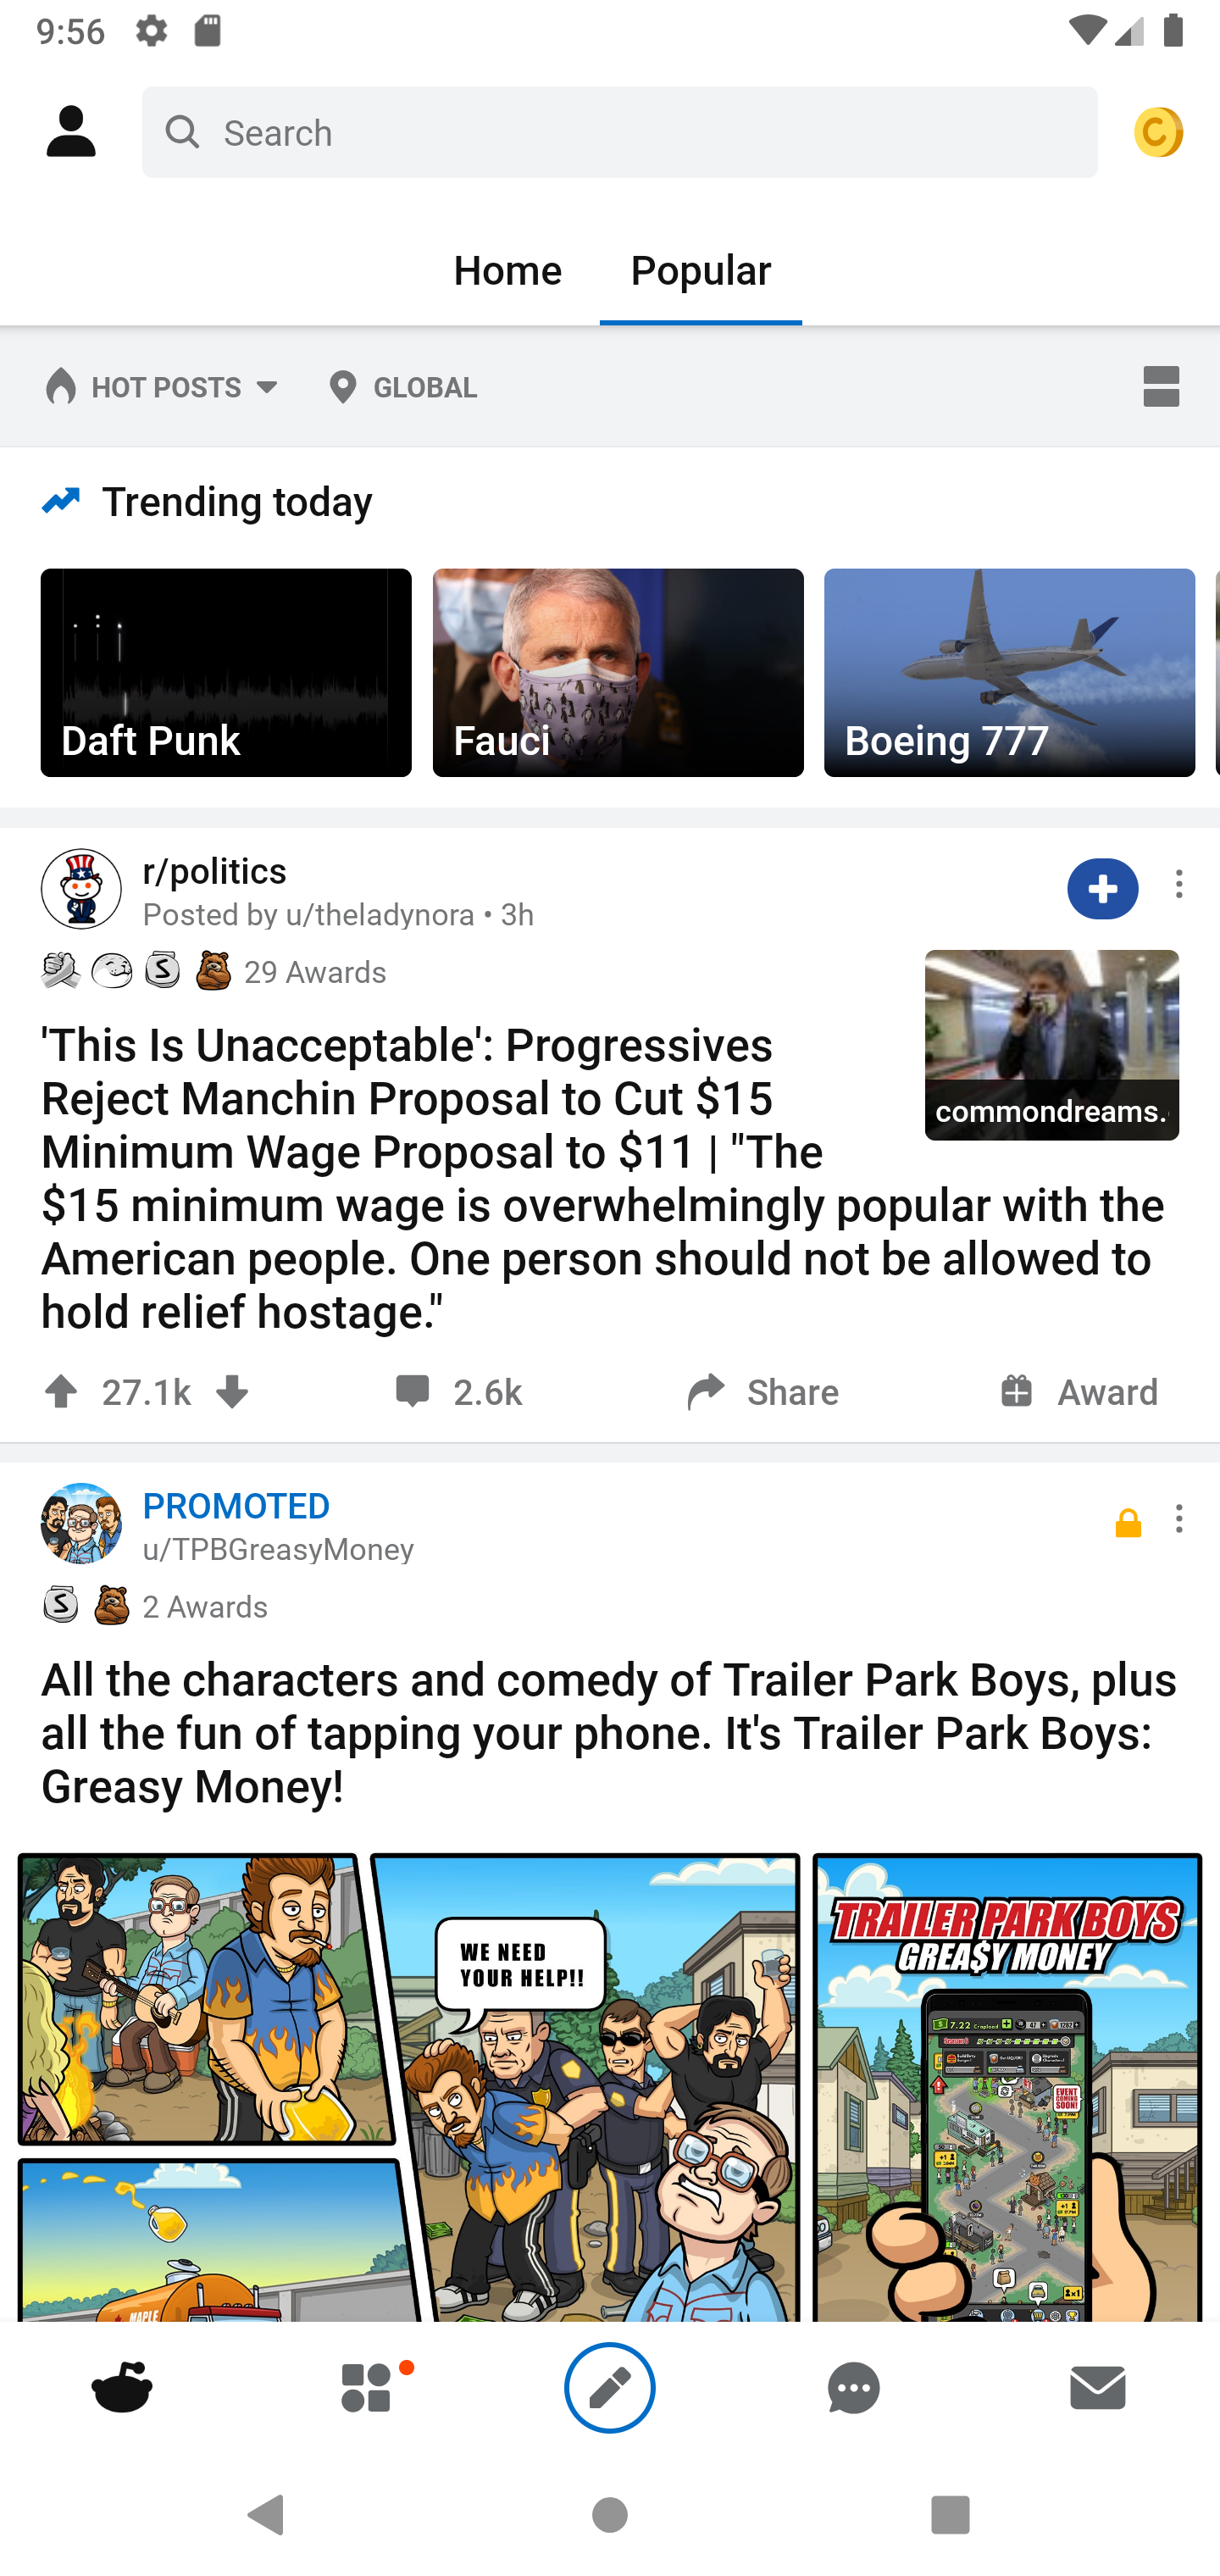 9:56
Search
Home Popular
HOT POSTS GLOBAL
Trending today
Daft Punk
Fauci
Boeing 777
r/politics
Posted by u/theladynora • 3h
29 Awards
commondreams.
'This Is Unacceptable': Progressives
Reject Manchin Proposal to Cut $15
Minimum Wage Proposal to $11 | "The
$15 minimum wage is overwhelmingly popular with the
American people. One person should not be allowed to
hold relief hostage."
27.1k 2.6k Share Award
PROMOTED
u/TPBGreasyMoney
2 Awards
All the characters and comedy of Trailer Park Boys, plus
all the fun of tapping your phone. It's Trailer Park Boys:
Greasy Money!
WE NEED
YOUR HELP!!
TRAILER PARK BOYS
GREA$Y MONEY
7.22
EVENT
COMING
SOON!
MAPLE